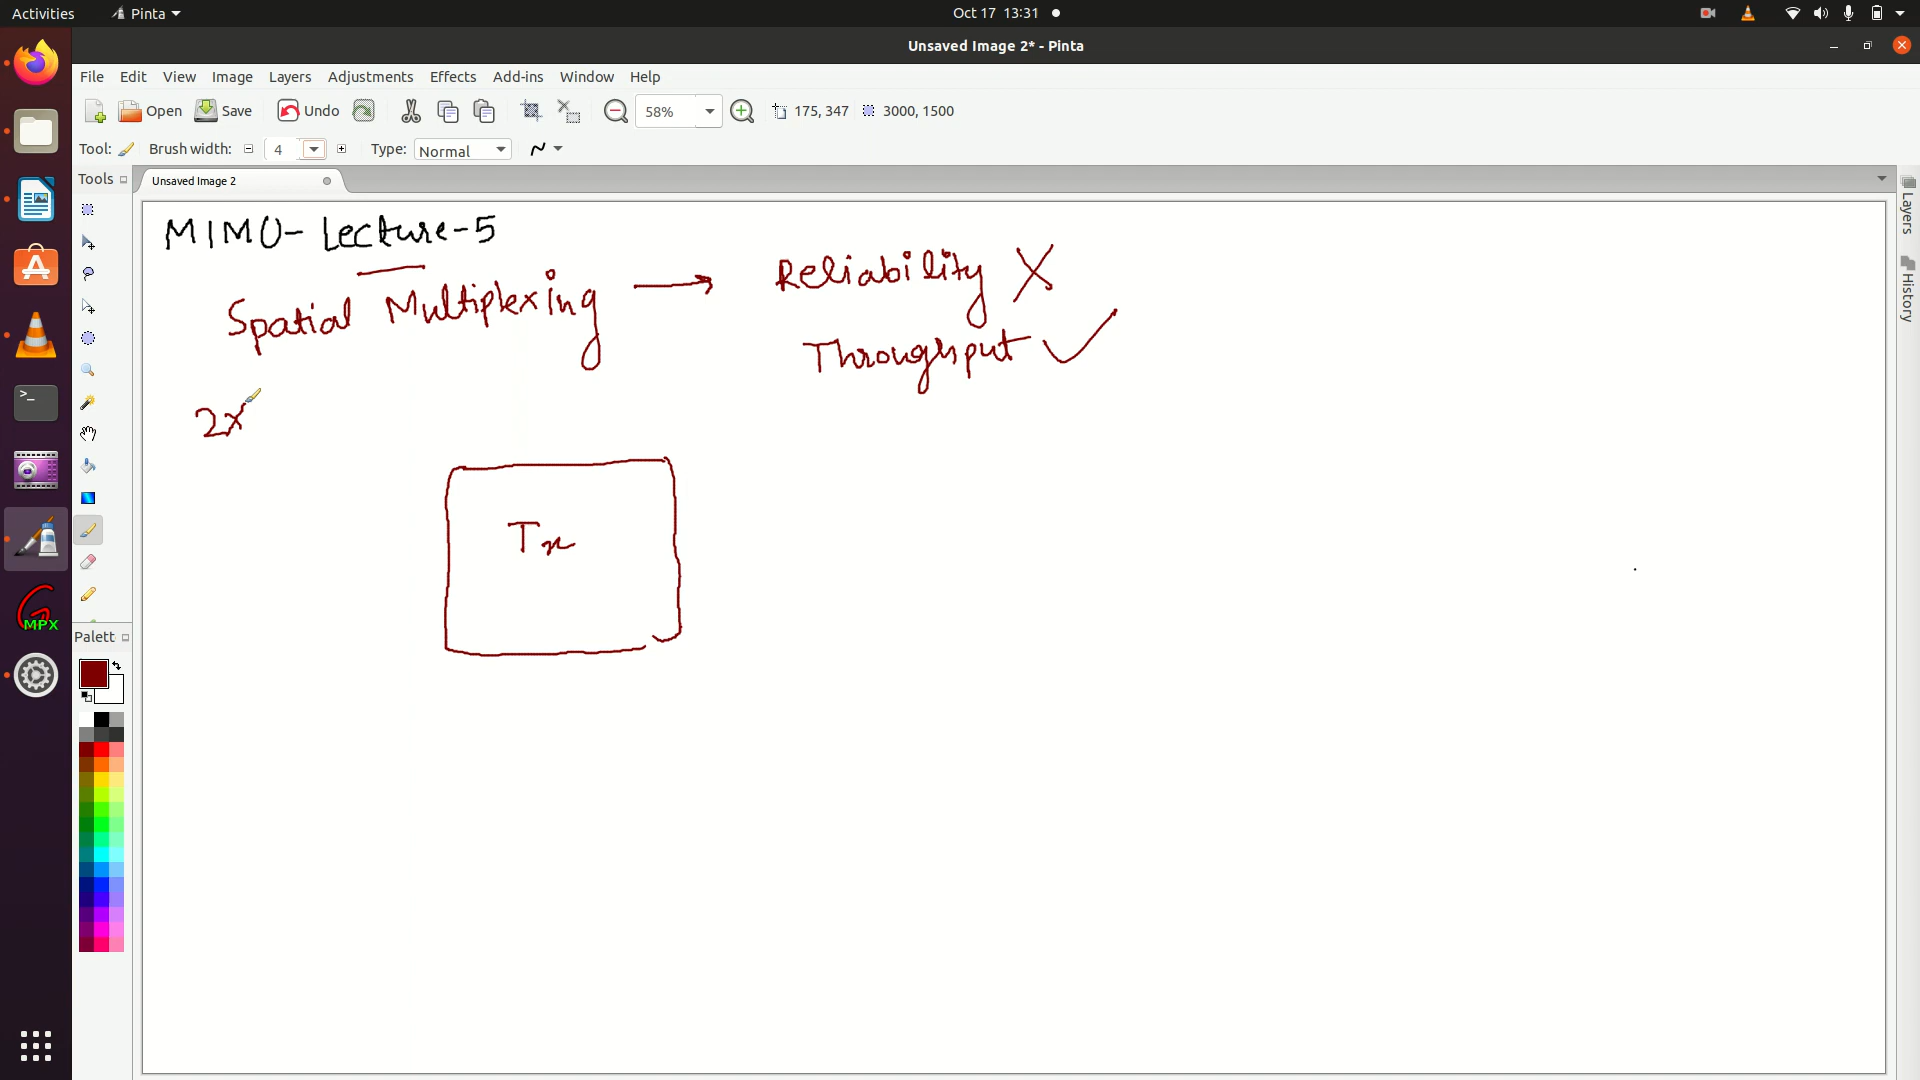 Activities Pinta Oct 17 13:31
Unsaved Image 2* - Pinta
File Edit View Image Layers Adjustments Effects Add-ins Window Help
Open Save Undo 58% 175, 347 3000, 1500
Tool: Brush width: 4 Type: Normal
Tools Unsaved Image 2
Layers
History
MIMO- Lecture-5
Spatial Multiplexing → Reliability X
Throughput ✓
2x
Tx
>_
MPX
Palett